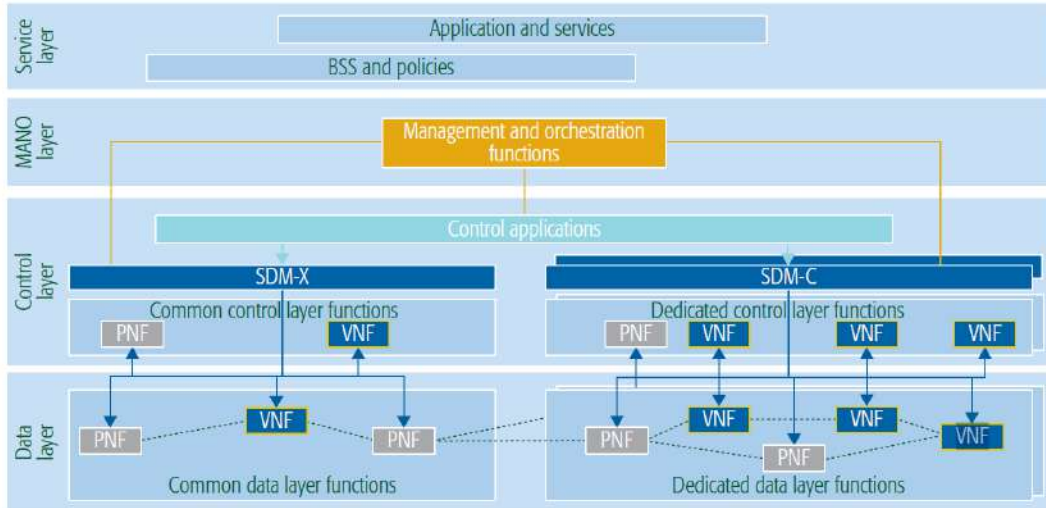 Service
layer
Application and services
BSS and policies
MANO
layer
Management and orchestration
functions
Control
layer
Control applications
SDM-X
SDM-C
Common control layer functions
Dedicated control layer functions
PNF
VNF
PNF
VNF
VNF
VNF
Data
layer
PNF
VNF
PNF
PNF
VNF
VNF
PNF
VNF
Common data layer functions
Dedicated data layer functions